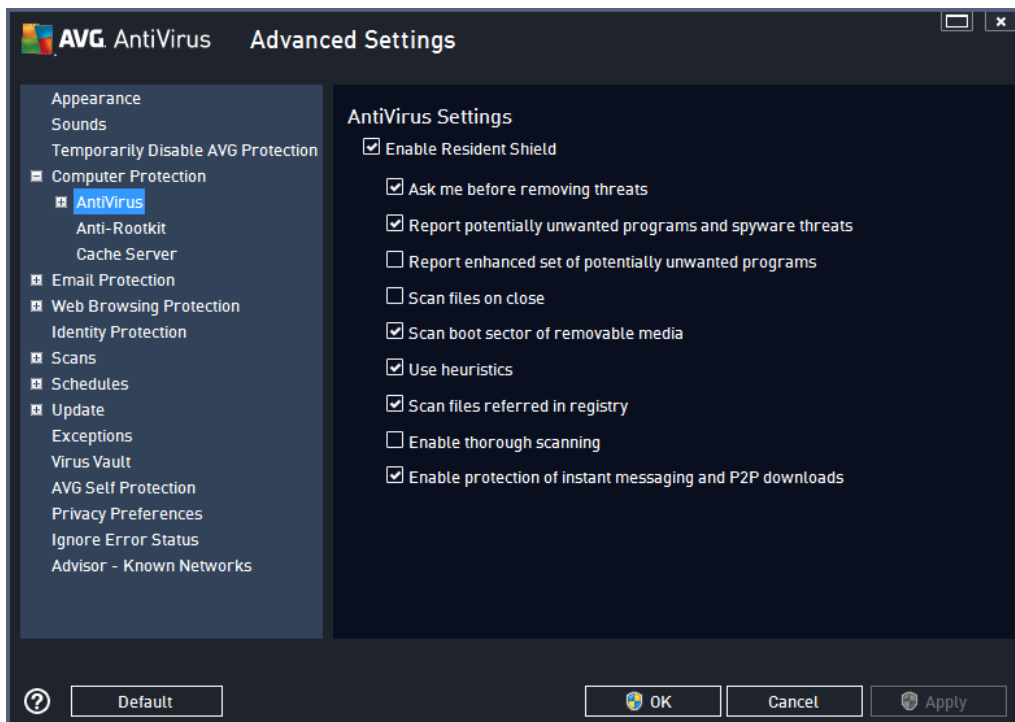 AVG. AntiVirus Advanced Settings
Appearance
Sounds
Temporarily Disable AVG Protection
Computer Protection
AntiVirus
Anti-Rootkit
Cache Server
Email Protection
Web Browsing Protection
Identity Protection
Scans
Schedules
Update
Exceptions
Virus Vault
AVG Self Protection
Privacy Preferences
Ignore Error Status
Advisor - Known Networks
AntiVirus Settings
Enable Resident Shield
Ask me before removing threats
Report potentially unwanted programs and spyware threats
Report enhanced set of potentially unwanted programs
Scan files on close
Scan boot sector of removable media
Use heuristics
Scan files referred in registry
Enable thorough scanning
Enable protection of instant messaging and P2P downloads
? Default OK Cancel Apply